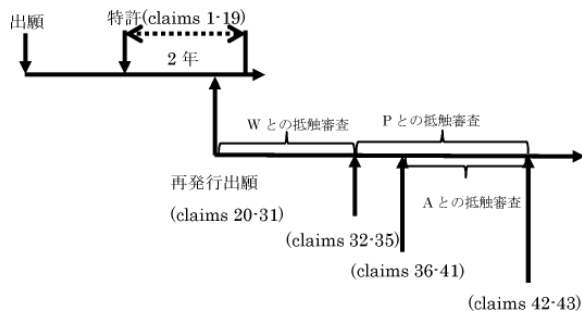 出願
特許(claims 1-19)
2 年
W との抵触審査
P との抵触審査
再発行出願
(claims 20-31)
A との抵触審査
(claims 32-35)
(claims 36-41)
(claims 42-43)